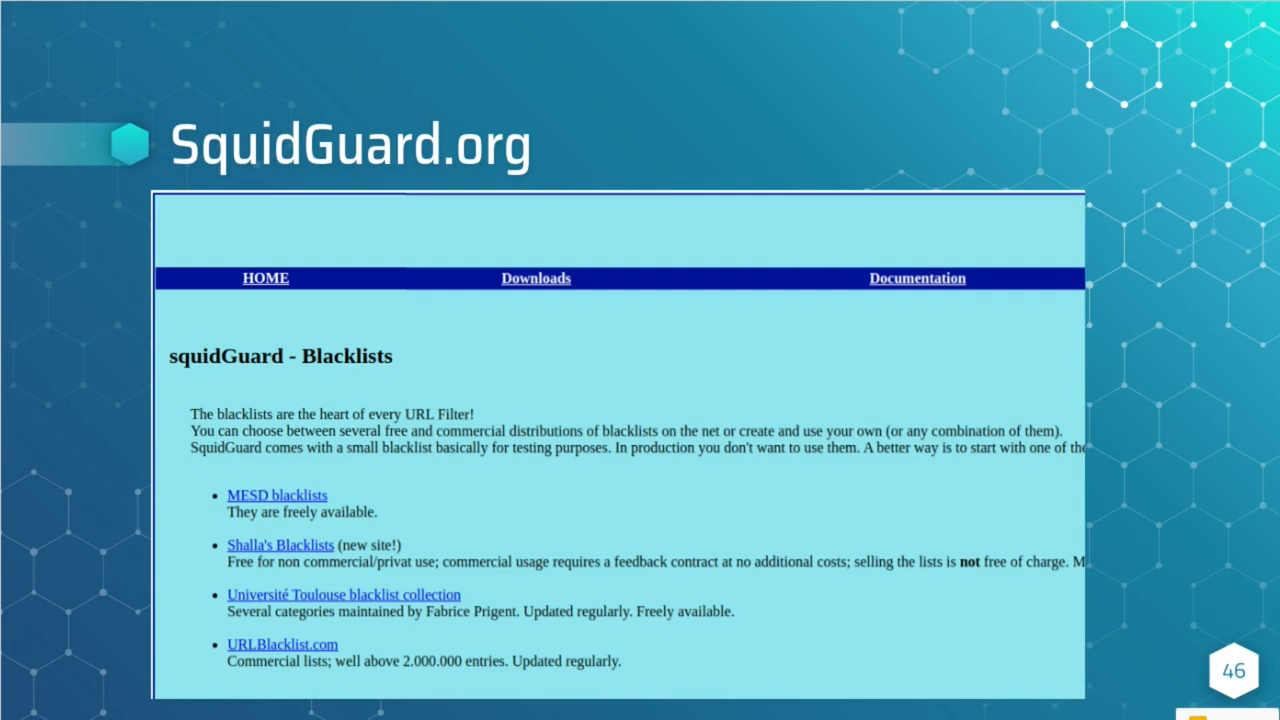 SquidGuard.org
HOME Downloads Documentation
squidGuard - Blacklists
The blacklists are the heart of every URL Filter!
You can choose between several free and commercial distributions of blacklists on the net or create and use your own (or any combination of them).
SquidGuard comes with a small blacklist basically for testing purposes. In production you don't want to use them. A better way is to start with one of the
• MESD blacklists
They are freely available.
• Shalla's Blacklists (new site!)
Free for non commercial/privat use; commercial usage requires a feedback contract at no additional costs; selling the lists is not free of charge. M
• Université Toulouse blacklist collection
Several categories maintained by Fabrice Prigent. Updated regularly. Freely available.
• URLBlacklist.com
Commercial lists; well above 2.000.000 entries. Updated regularly.
46